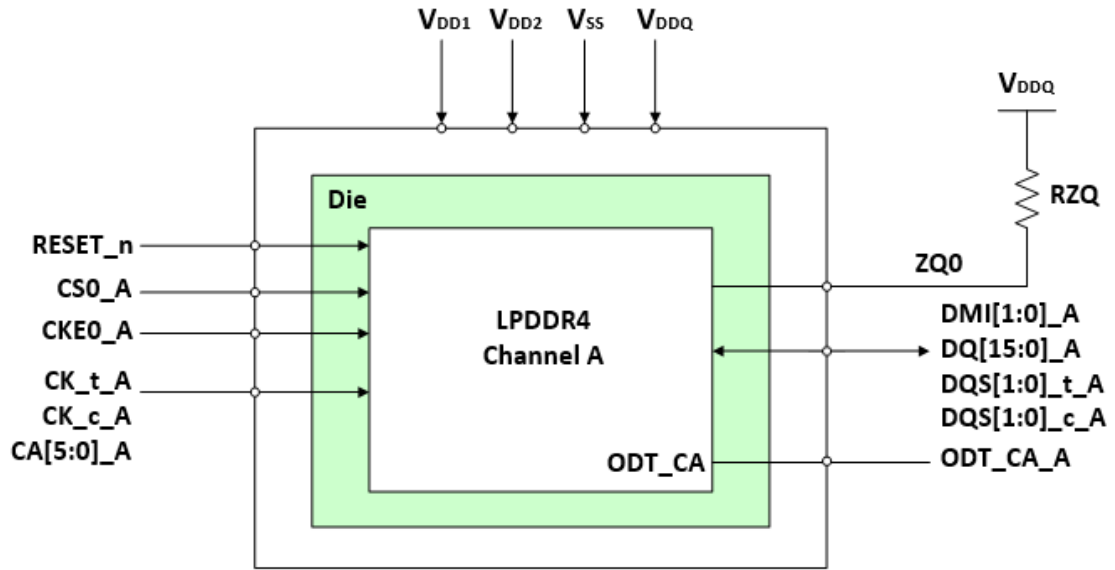 VDD1 VDD2 VSS VDDQ
VDDQ
RZQ
Die
RESET_n
CS0_A
CKE0_A
CK_t_A
CK_c_A
CA[5:0]_A
LPDDR4
Channel A
ODT_CA
ZQ0
DMI[1:0]_A
DQ[15:0]_A
DQS[1:0]_t_A
DQS[1:0]_c_A
ODT_CA_A